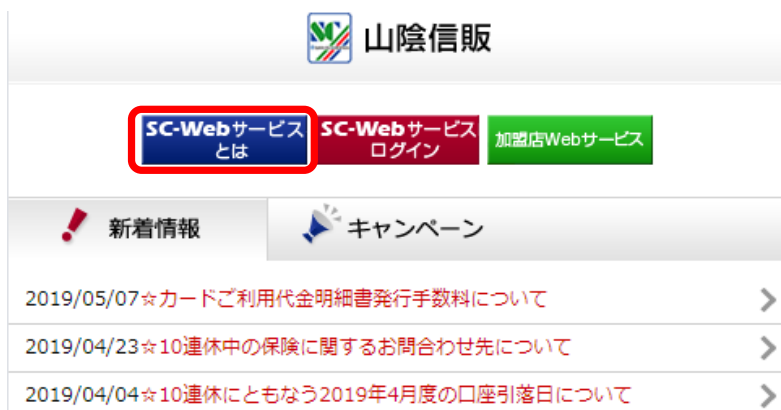 SC 山陰信販
SC-Webサービス
とは
SC-Webサービス
ログイン
加盟店Webサービス
新着情報 キャンペーン
2019/05/07☆カードご利用代金明細書発行手数料について
2019/04/23☆10連休中の保険に関するお問合わせ先について
2019/04/04☆10連休にともなう2019年4月度の口座引落日について